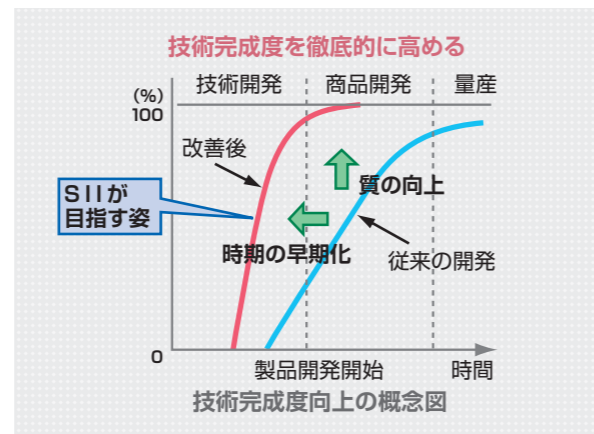 技術完成度を徹底的に高める
技術開発
商品開発
量産
(%)
100
改善後
SIIが
目指す姿
質の向上
時期の早期化
従来の開発
0
製品開発開始
時間
技術完成度向上の概念図